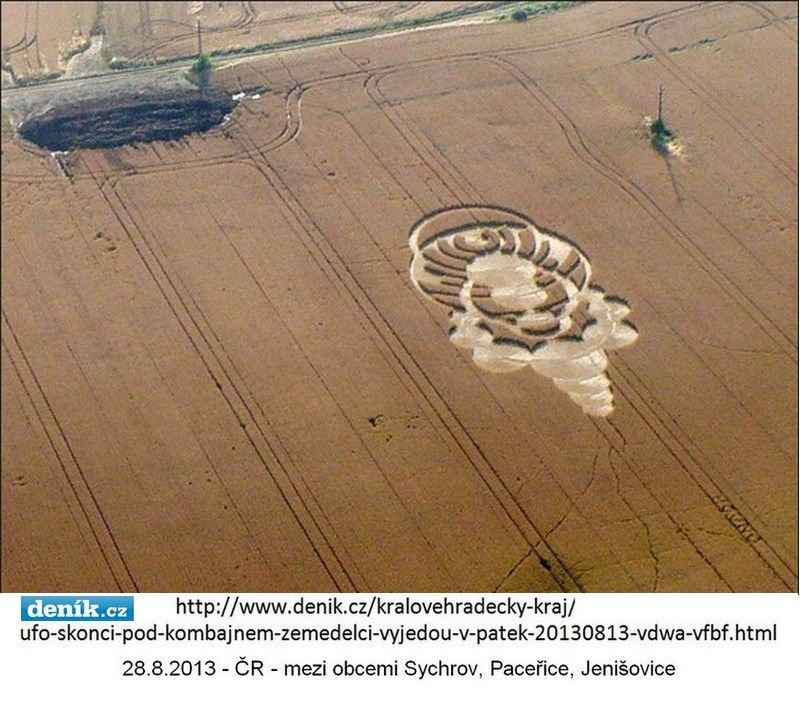 deník.cz
http://www.denik.cz/kralovehradecky-kraj/
ufo-skonci-pod-kombajnem-zemedelci-vyjedou-v-patek-20130813-vdwa-vfbf.html
28.8.2013 - ČR - mezi obcemi Sychrov, Paceřice, Jenišovice